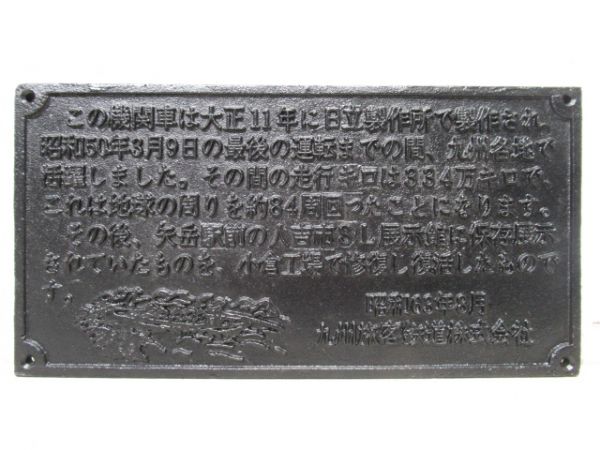 この機関車は大正11年に日立製作所で製作され、
昭和50年3月9日の最後の運転までの間、九州各地で
活躍しました。その間の走行キロは334万キロで、
これは地球の周りを約84周回ったことになります。
その後、矢岳駅前の人吉市SL展示館に保存展示
されていたものを、小倉工場で修復し復活したもので
す。
昭和63年8月
九州旅客鉄道株式会社